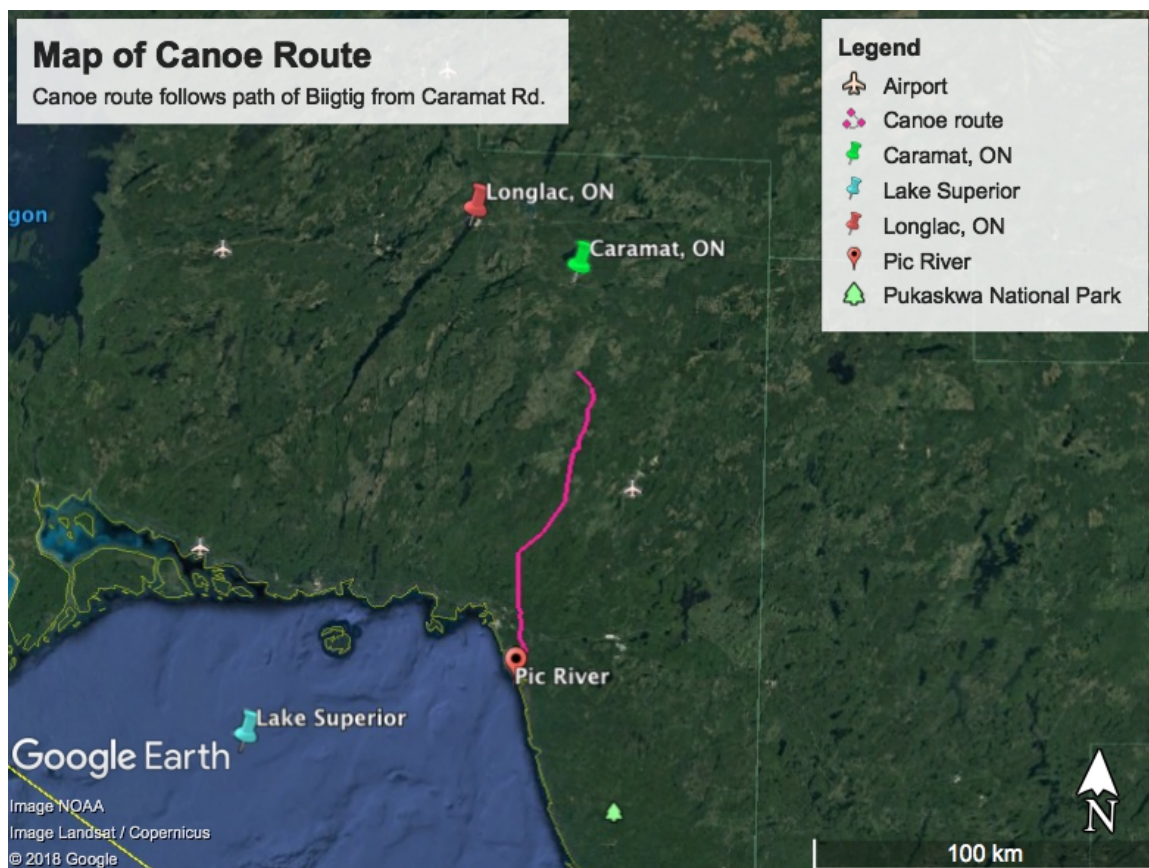 Map of Canoe Route
Canoe route follows path of Biigtig from Caramat Rd.
Legend
Airport
Canoe route
Caramat, ON
Lake Superior
Longlac, ON
Pic River
Pukaskwa National Park
gon
Longlac, ON
Caramat, ON
Pic River
Lake Superior
Google Earth
Image NOAA
Image Landsat / Copernicus
© 2018 Google
N
100 km